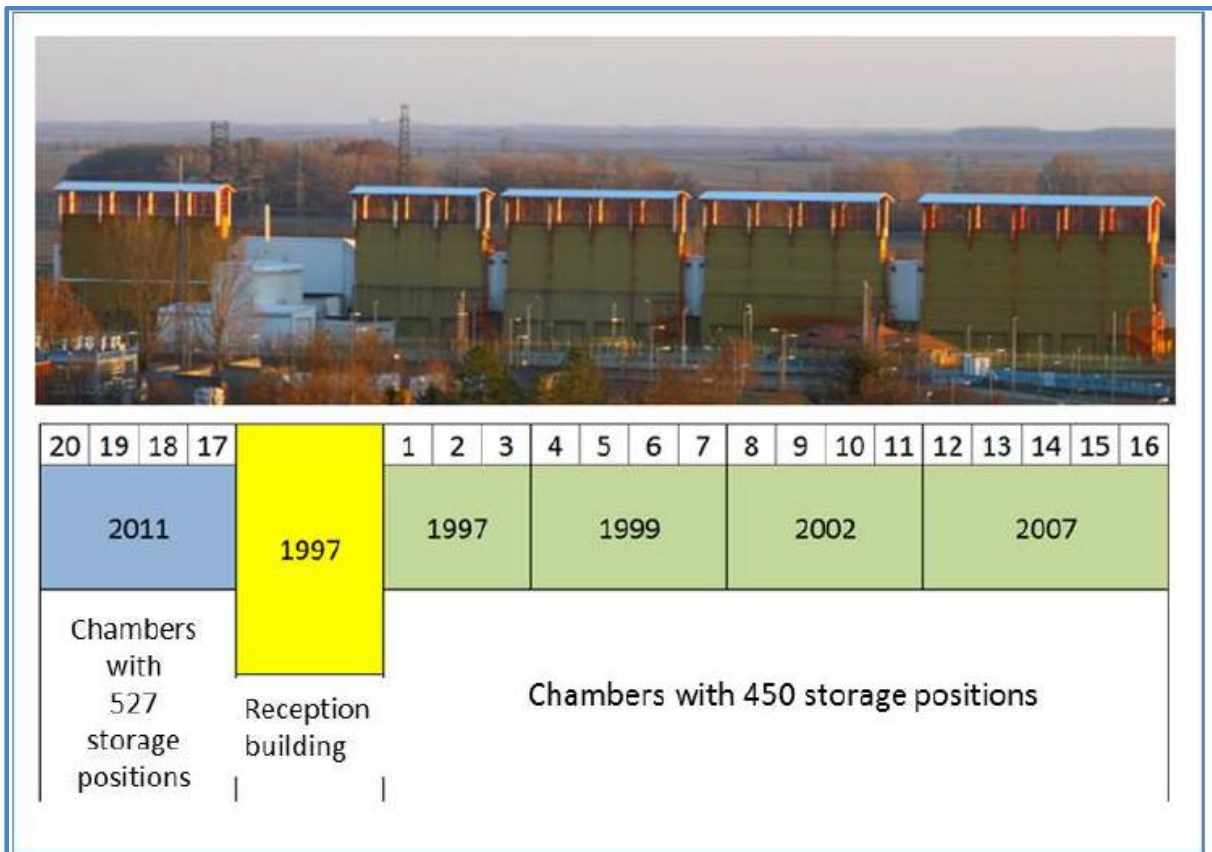 20 19 18 17 1 2 3 4 5 6 7 8 9 10 11 12 13 14 15 16
2011 1997 1997 1999 2002 2007
Chambers
with
527
storage
positions
Reception
building
Chambers with 450 storage positions